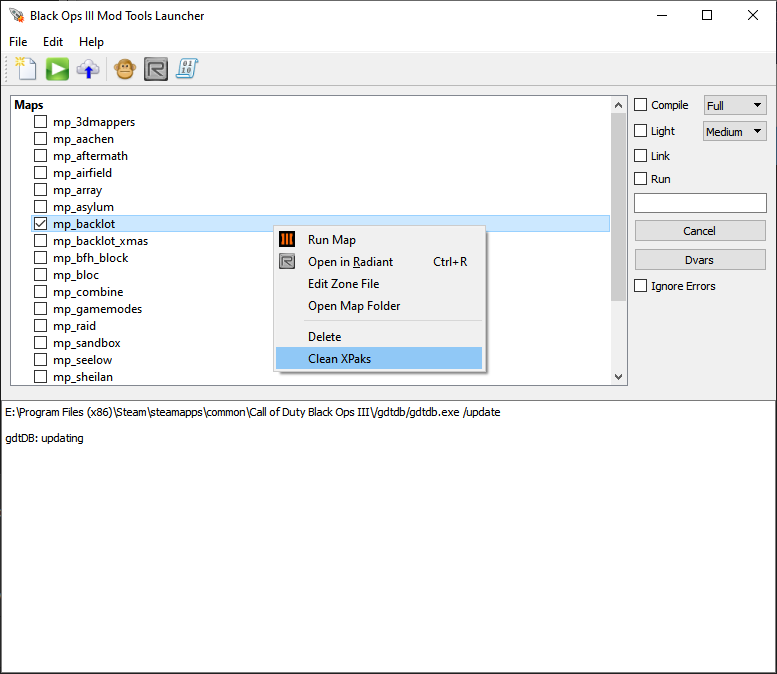 Black Ops III Mod Tools Launcher
File Edit Help
Maps
mp_3dmappers
mp_aachen
mp_aftermath
mp_airfield
mp_array
mp_asylum
mp_backlot
mp_backlot_xmas
mp_bfh_block
mp_bloc
mp_combine
mp_gamemodes
mp_raid
mp_sandbox
mp_seelow
mp_sheilan
Run Map
Open in Radiant Ctrl+R
Edit Zone File
Open Map Folder
Delete
Clean XPaks
Compile Full
Light Medium
Link
Run
Cancel
Dvars
Ignore Errors
E:\Program Files (x86)\Steam\steamapps\common\Call of Duty Black Ops III\/gdtdb/gdtdb.exe /update
gdtDB: updating